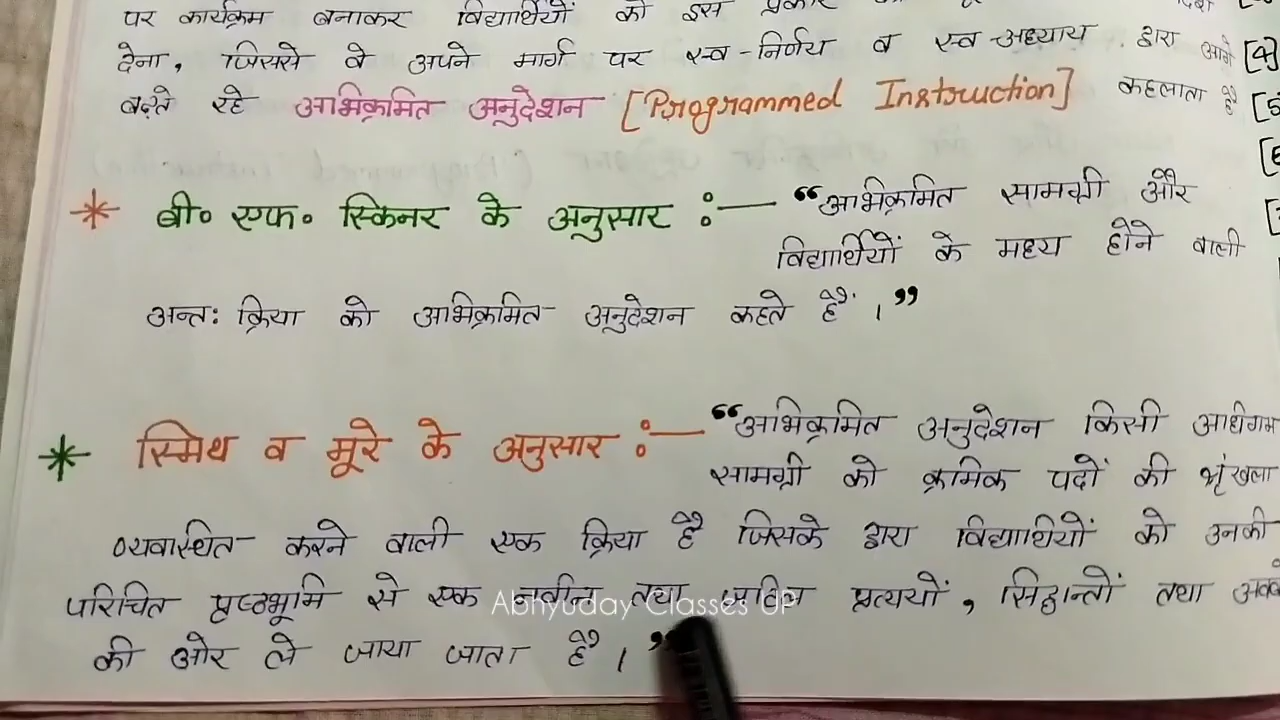 पर कार्यक्रम बनाकर विद्यार्थियों को इस प्रकार
देना, जिससे वे अपने मार्ग पर स्व-निर्णय व स्व-अध्याय द्वारा आगे [4]
बढ़ते रहे अभिक्रमित अनुदेशन [Programmed Instruction] कहलाता है
* बी० एफ० स्किनर के अनुसार :— “अभिक्रमित सामग्री और
विद्यार्थियों के मध्य होने वाली
अन्तः क्रिया को अभिक्रमित अनुदेशन कहते हैं।”
* स्मिथ व मूरे के अनुसार :— “अभिक्रमित अनुदेशन किसी अधिगम
सामग्री को क्रमिक पदों की श्रृंखला
व्यवस्थित करने वाली एक क्रिया है जिसके द्वारा विद्यार्थियों को उनकी
परिचित पृष्ठभूमि से एक नवीन तथा प्रत्ययों, सिद्धान्तों तथा
की ओर ले जाया जाता है।”
Abhyuday Classes UP